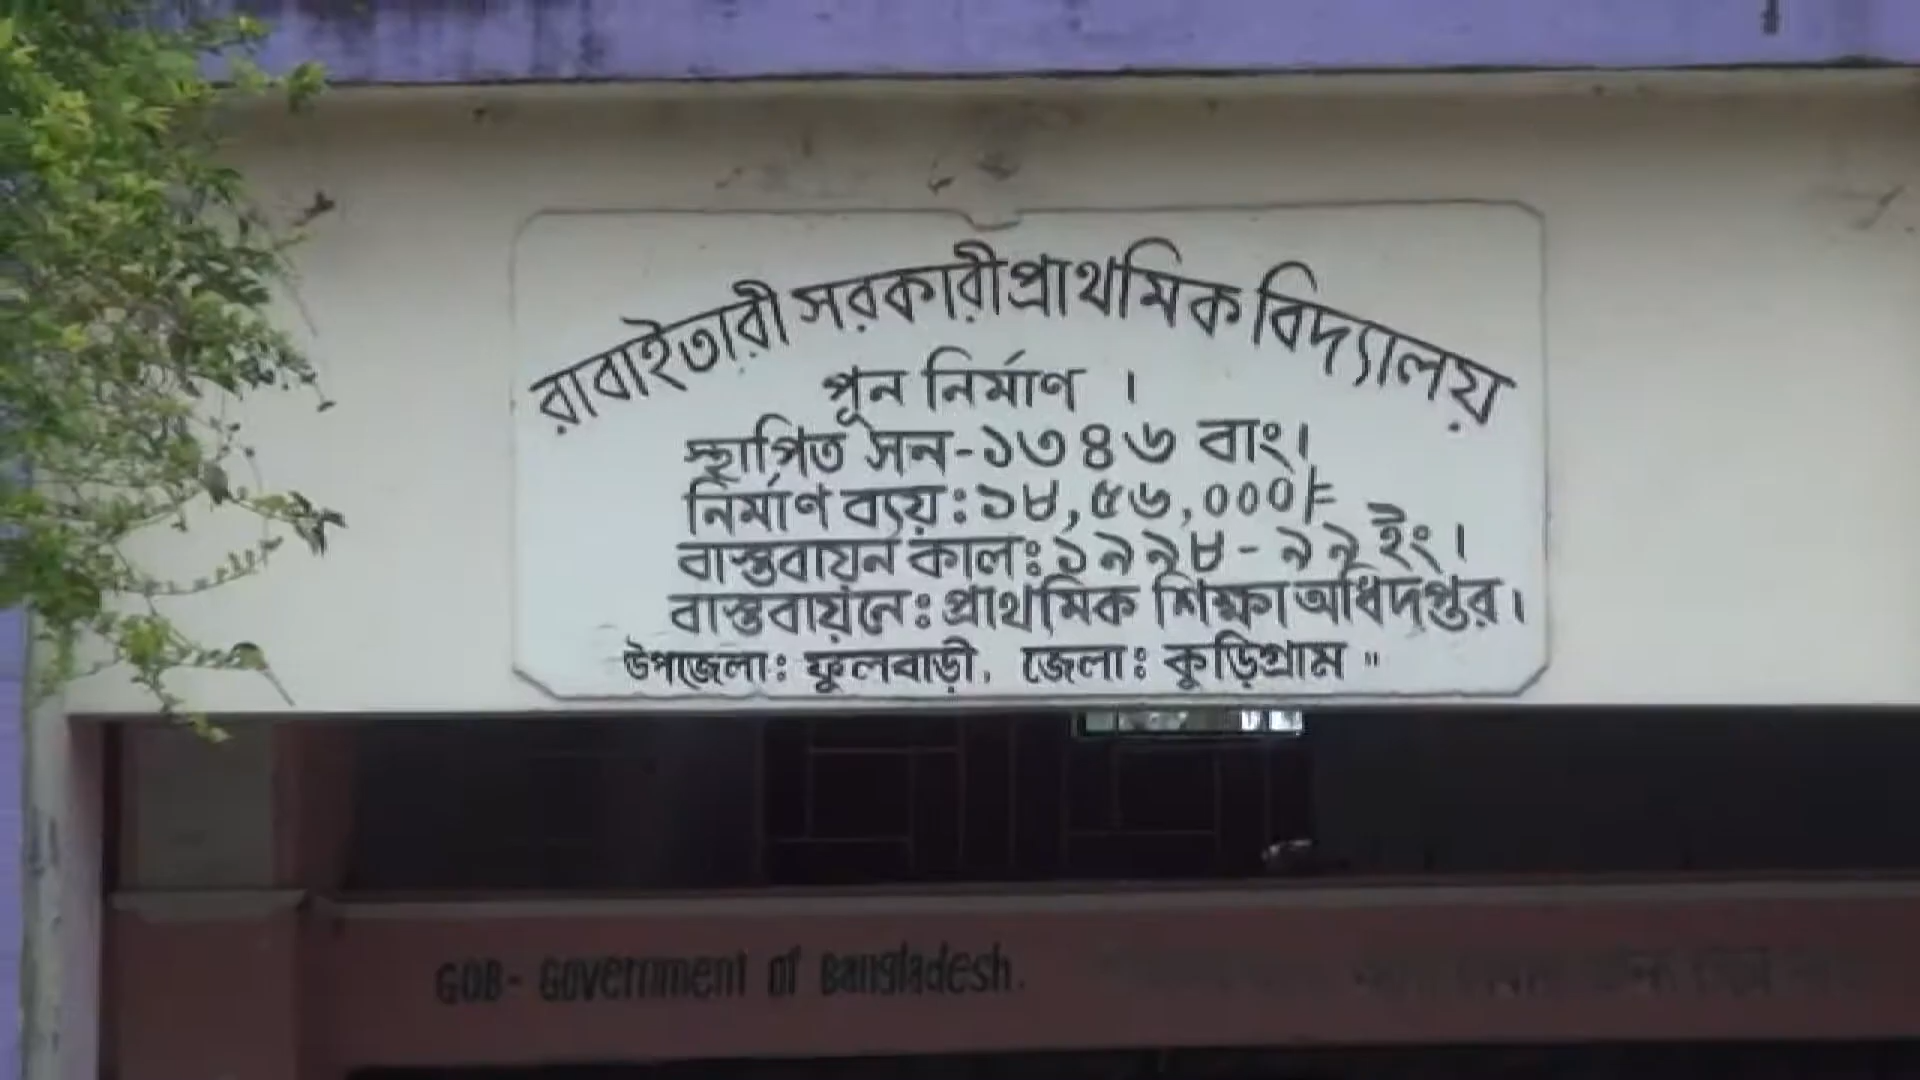 রাবাইতারী সরকারী প্রাথমিক বিদ্যালয়
পূন নির্মাণ ।
স্থাপিত সন-১৩৪৬ বাং।
নির্মাণ ব্যয়: ১৮,৫৬,০০০/=
বাস্তবায়ন কাল: ১৯৯৮ - ৯৯ ইং।
বাস্তবায়নে: প্রাথমিক শিক্ষা অধিদপ্তর।
উপজেলা: ফুলবাড়ী, জেলা: কুড়িগ্রাম "
GOB- Government of Bangladesh.